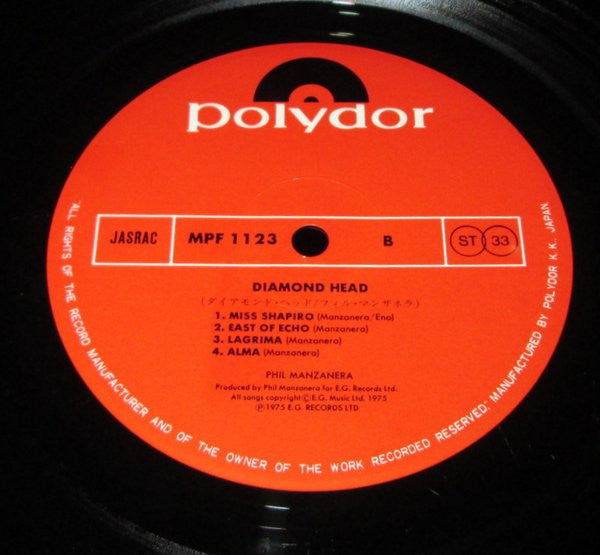 polydor
JASRAC MPF 1123 B ST 33
DIAMOND HEAD
(ダイアモンド・ヘッド/フィル・マンザネラ)
1. MISS SHAPIRO (Manzanera/Eno)
2. EAST OF ECHO (Manzanera)
3. LAGRIMA (Manzanera)
4. ALMA (Manzanera)
PHIL MANZANERA
Produced by Phil Manzanera for E.G. Records Ltd.
All songs copyright Ⓒ E.G. Music Ltd. 1975
Ⓟ 1975 E.G. RECORDS LTD
"ALL RIGHTS OF THE RECORD MANUFACTURER AND OF THE OWNER OF THE WORK RECORDED RESERVED." MANUFACTURED BY POLYDOR K.K., JAPAN.